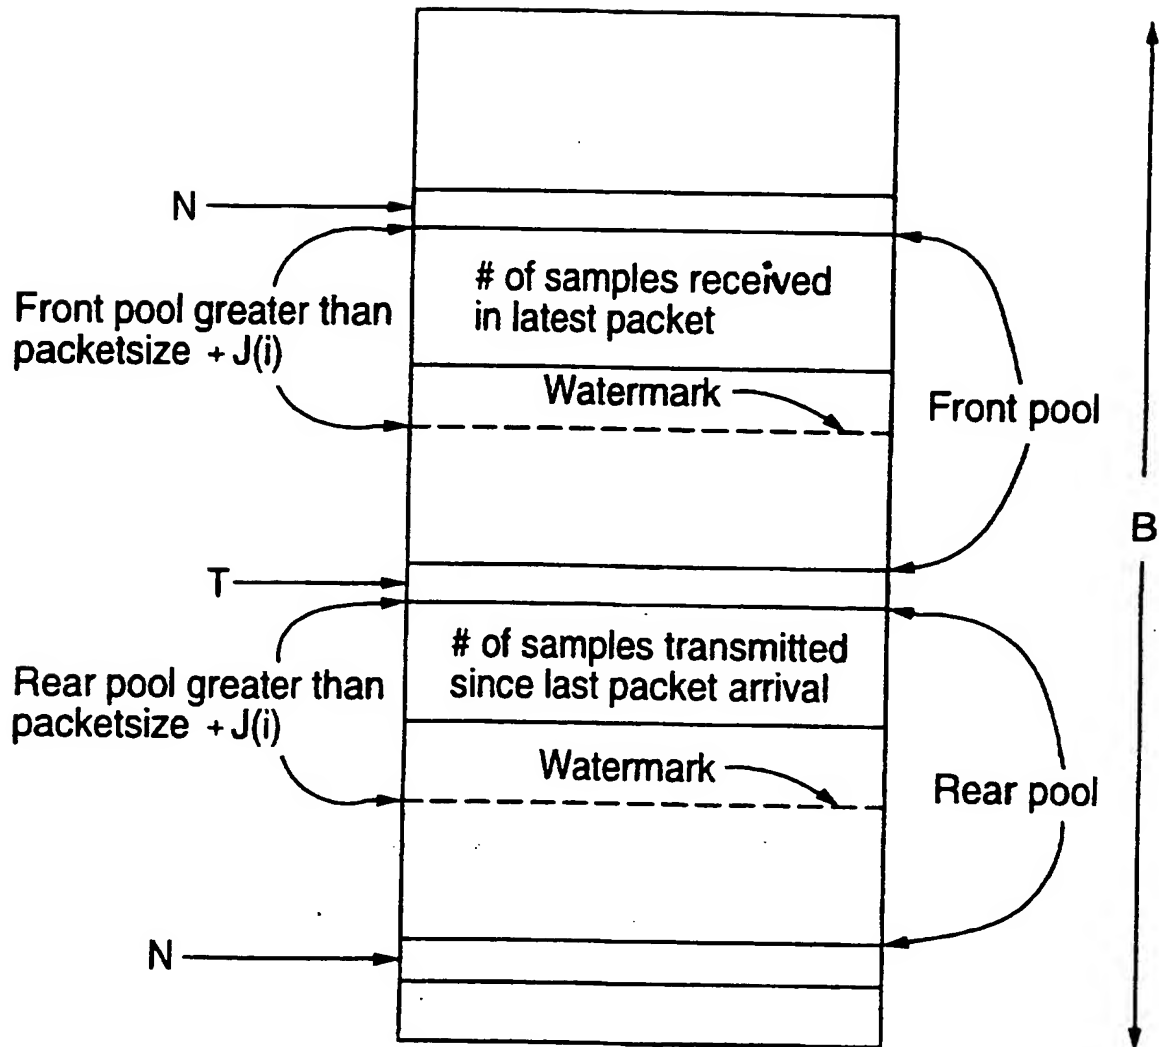 N
# of samples received
in latest packet
Front pool greater than
packetsize + J(i)
Watermark
Front pool
B
T
# of samples transmitted
since last packet arrival
Rear pool greater than
packetsize + J(i)
Watermark
Rear pool
N